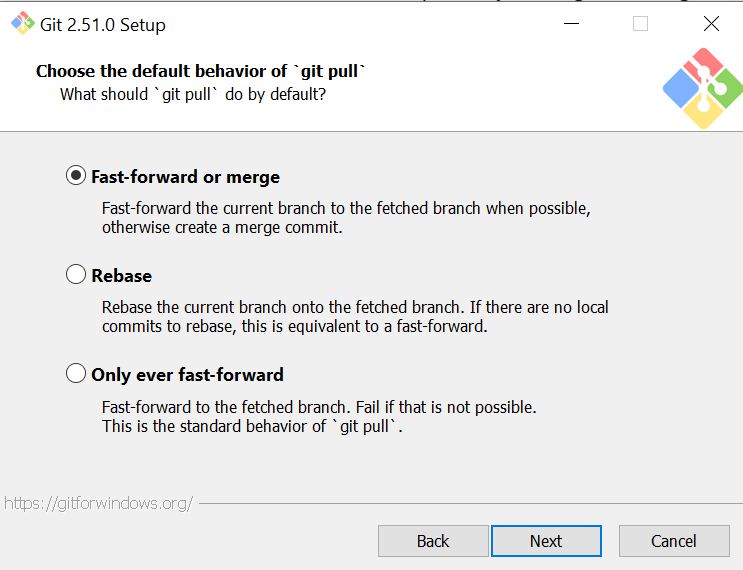 Git 2.51.0 Setup
Choose the default behavior of `git pull`
What should `git pull` do by default?
Fast-forward or merge
Fast-forward the current branch to the fetched branch when possible,
otherwise create a merge commit.
Rebase
Rebase the current branch onto the fetched branch. If there are no local
commits to rebase, this is equivalent to a fast-forward.
Only ever fast-forward
Fast-forward to the fetched branch. Fail if that is not possible.
This is the standard behavior of `git pull`.
https://gitforwindows.org/
Back
Next
Cancel